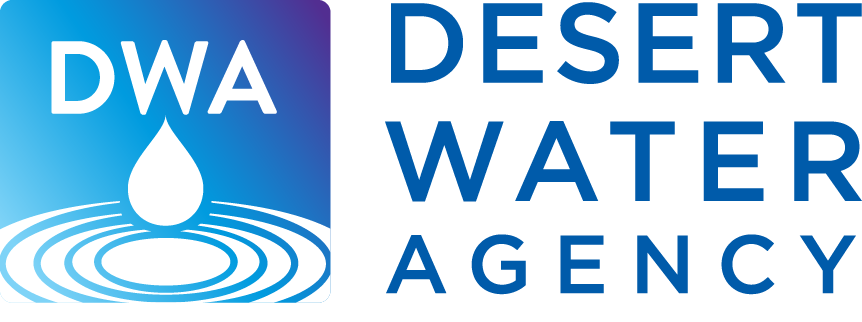 DWA
DESERT
WATER
AGENCY